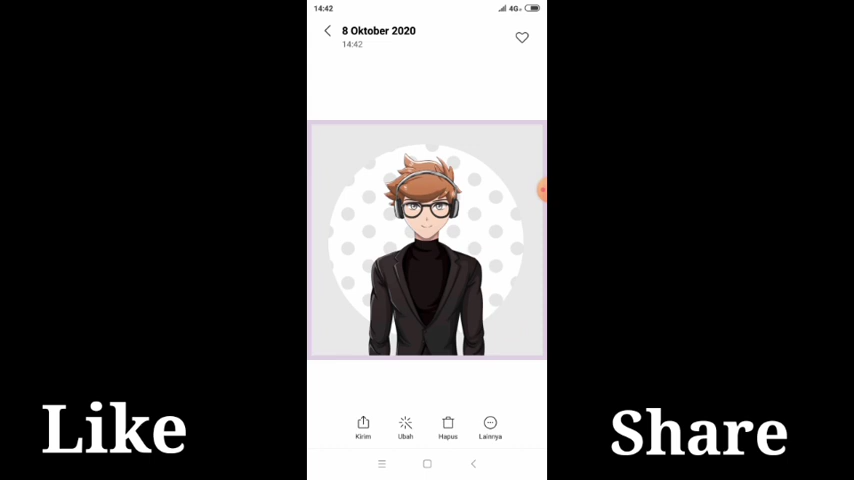 14:42
4G+
8 Oktober 2020
14:42
Like
Share
Kirim
Ubah
Hapus
Lainnya